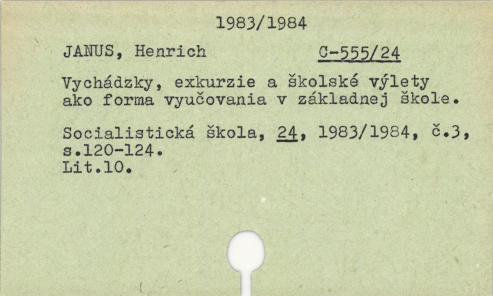 1983/1984
JANUS, Henrich C-555/24
Vychádzky, exkurzie a školské výlety
ako forma vyučovania v základnej škole.
Socialistická škola, 24, 1983/1984, č.3,
s.120-124.
Lit.10.